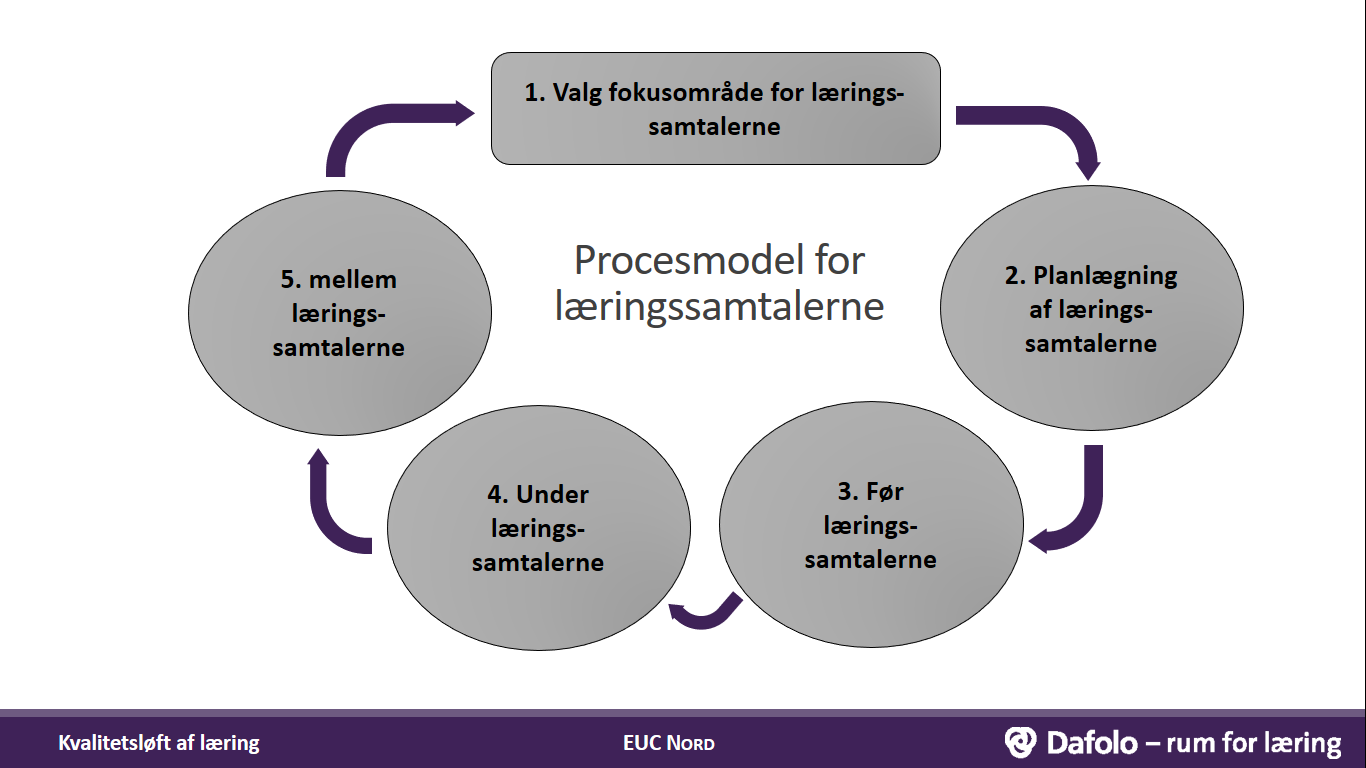 1. Valg fokusområde for lærings-
samtalerne
Procesmodel for
læringssamtalerne
2. Planlægning
af lærings-
samtalerne
3. Før
lærings-
samtalerne
4. Under
lærings-
samtalerne
5. mellem
lærings-
samtalerne
Kvalitetsløft af læring
EUC NORD
Dafolo – rum for læring